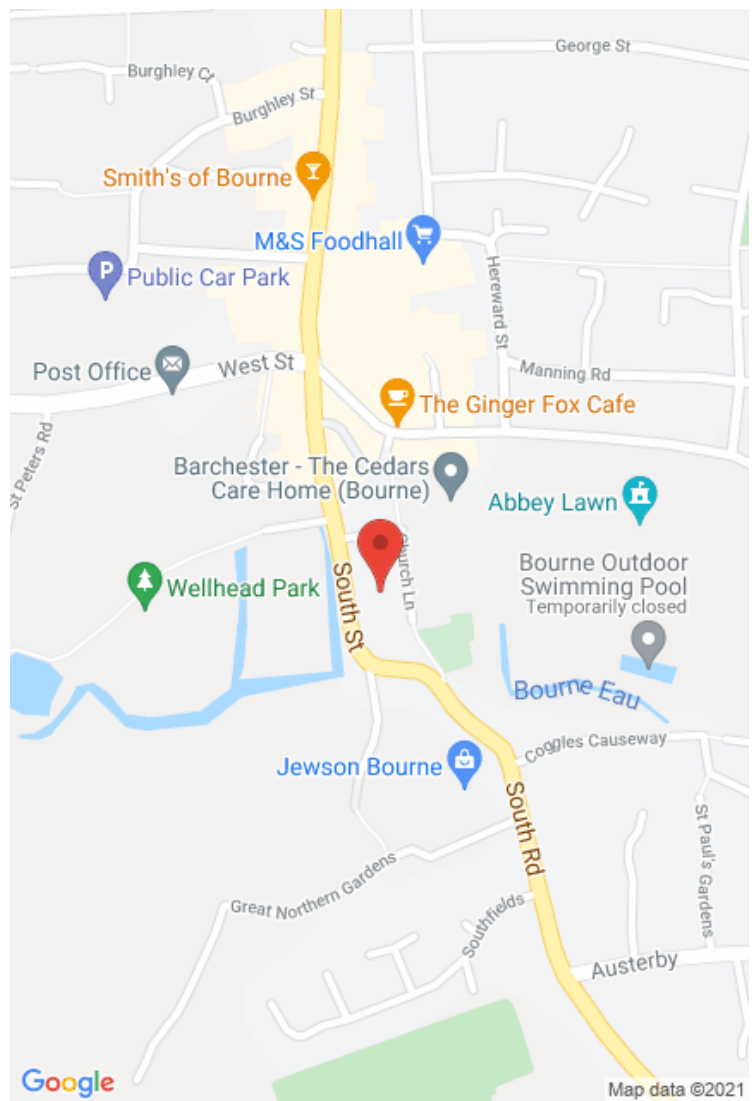 George St
Burghley Cr
Burghley St
Smith's of Bourne
M&S Foodhall
Public Car Park
Hereward St
Post Office
West St
Manning Rd
The Ginger Fox Cafe
St Peters Rd
Barchester - The Cedars
Care Home (Bourne)
Abbey Lawn
Church Ln
Bourne Outdoor
Swimming Pool
Temporarily closed
Wellhead Park
South St
Bourne Eau
Coggles Causeway
Jewson Bourne
South Rd
St Paul's Gardens
Great Northern Gardens
Southfields
Austerby
Google
Map data ©2021
P